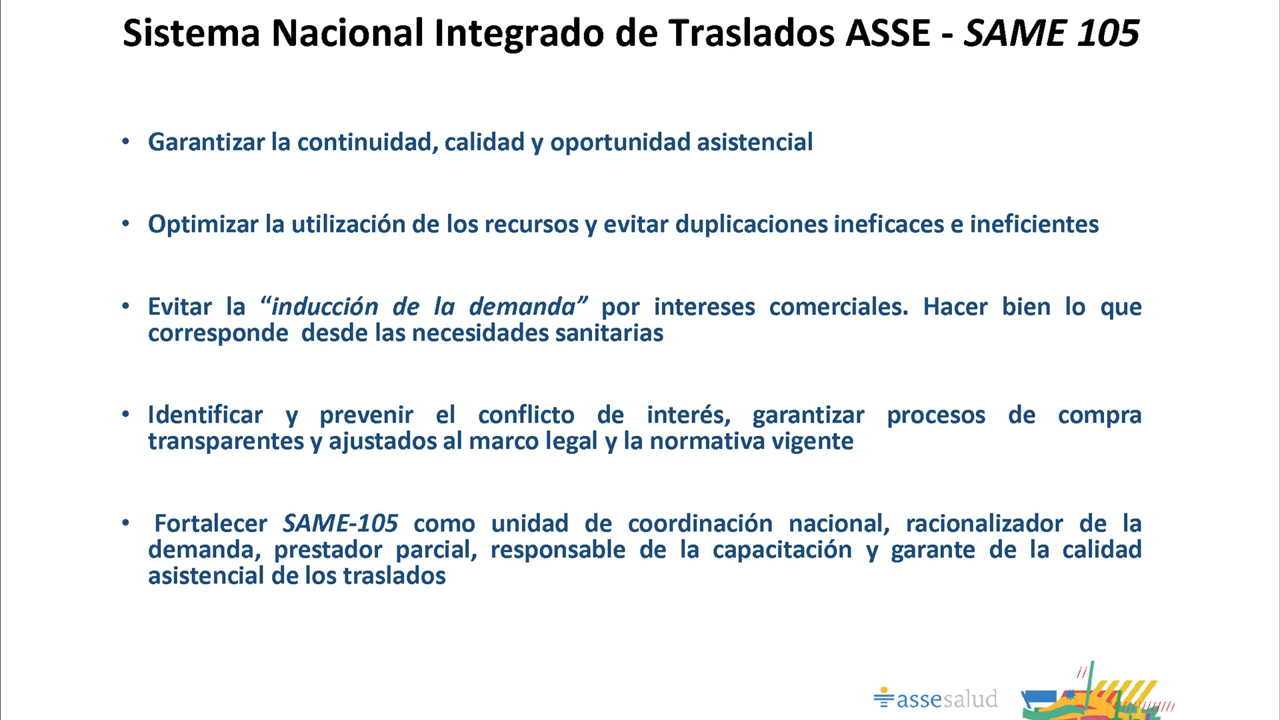 Sistema Nacional Integrado de Traslados ASSE - SAME 105
• Garantizar la continuidad, calidad y oportunidad asistencial
• Optimizar la utilización de los recursos y evitar duplicaciones ineficaces e ineficientes
• Evitar la “inducción de la demanda” por intereses comerciales. Hacer bien lo que
corresponde desde las necesidades sanitarias
• Identificar y prevenir el conflicto de interés, garantizar procesos de compra
transparentes y ajustados al marco legal y la normativa vigente
• Fortalecer SAME-105 como unidad de coordinación nacional, racionalizador de la
demanda, prestador parcial, responsable de la capacitación y garante de la calidad
asistencial de los traslados
assesalud